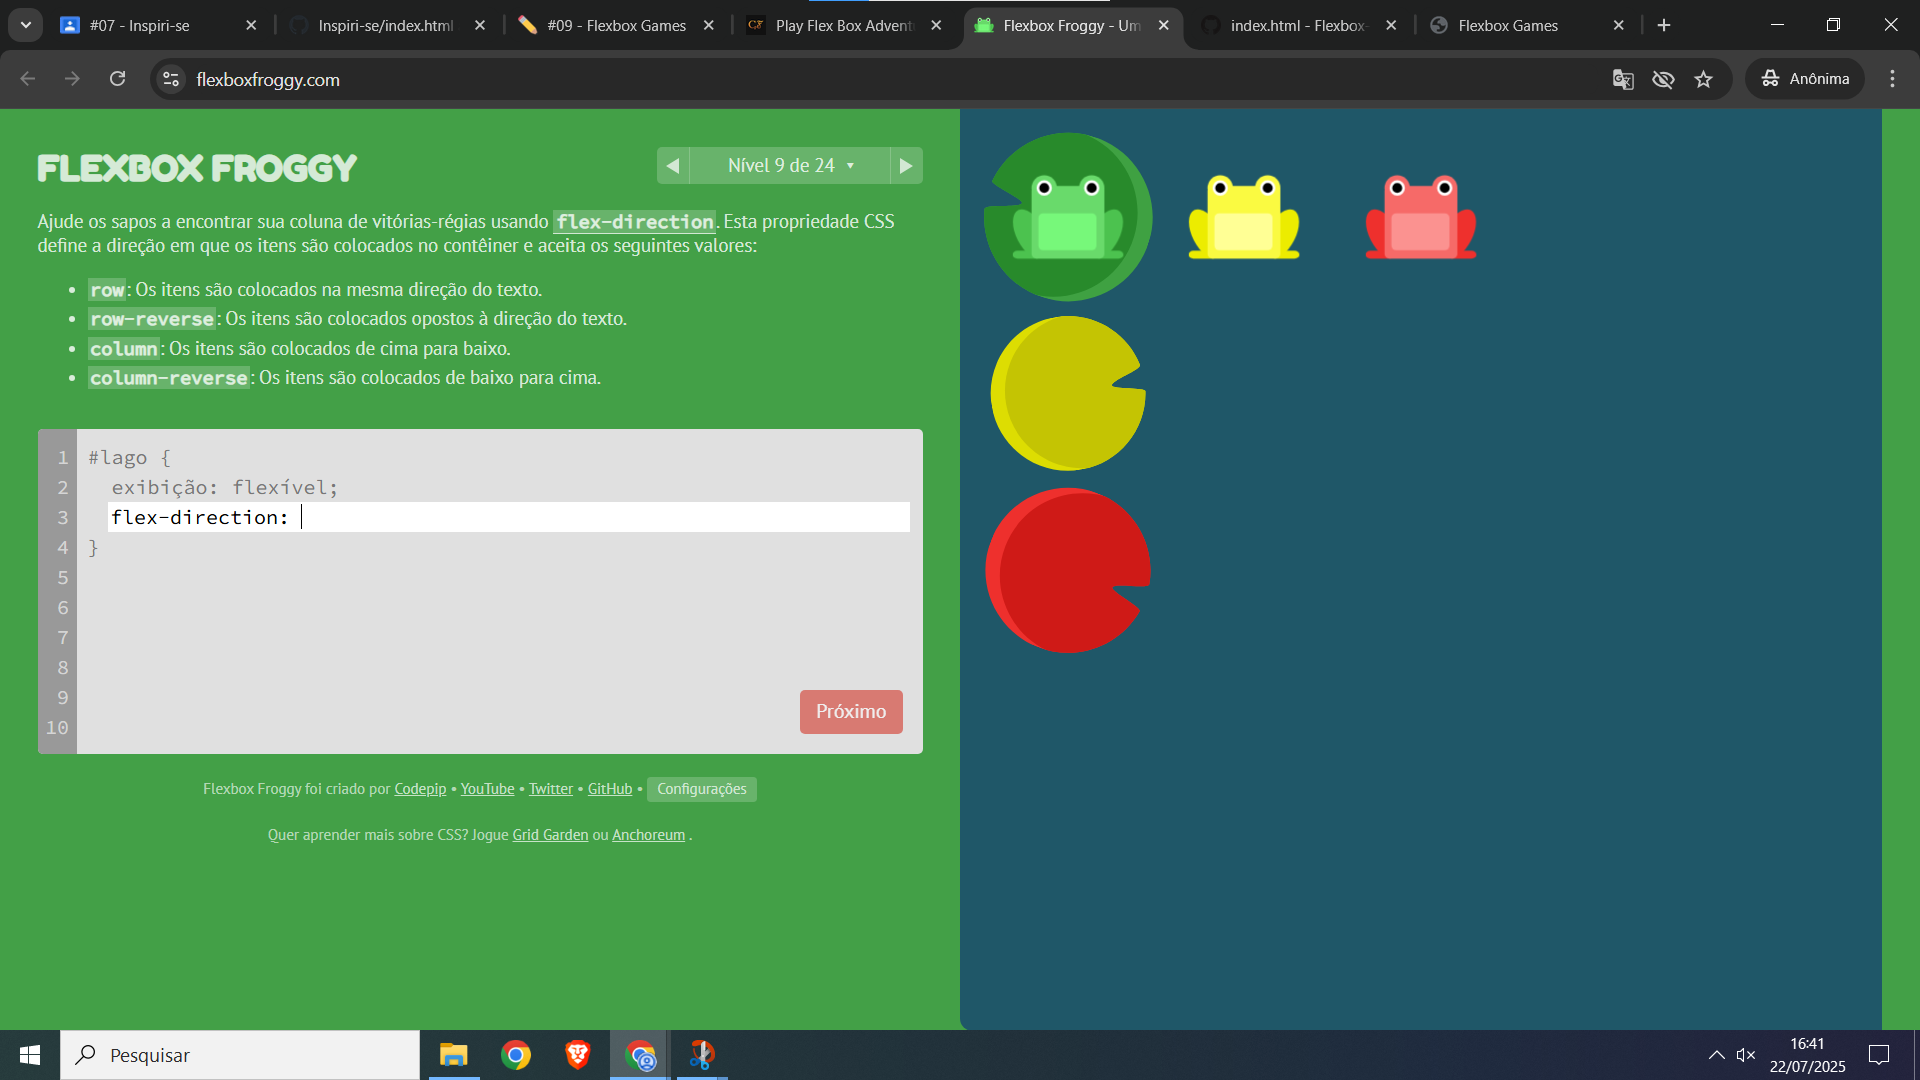 #07 - Inspiri-se
Inspiri-se/index.html
#09 - Flexbox Games
Play Flex Box Advent
Flexbox Froggy - Um
index.html - Flexbox-
Flexbox Games
flexboxfroggy.com
Anônima
FLEXBOX FROGGY
Nível 9 de 24
Ajude os sapos a encontrar sua coluna de vitórias-régias usando flex-direction. Esta propriedade CSS
define a direção em que os itens são colocados no contêiner e aceita os seguintes valores:
• row: Os itens são colocados na mesma direção do texto.
• row-reverse: Os itens são colocados opostos à direção do texto.
• column: Os itens são colocados de cima para baixo.
• column-reverse: Os itens são colocados de baixo para cima.
1 #lago {
2 exibição: flexível;
3 flex-direction:
4 }
5
6
7
8
9
10
Próximo
Flexbox Froggy foi criado por Codepip • YouTube • Twitter • GitHub • Configurações
Quer aprender mais sobre CSS? Jogue Grid Garden ou Anchoreum .
Pesquisar
16:41
22/07/2025